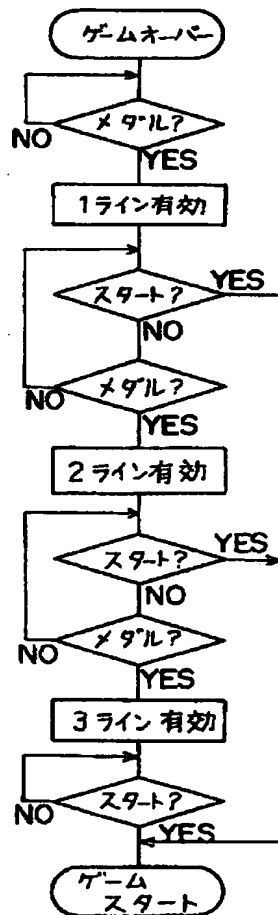 ゲームオーバー
メダル?
NO
YES
1ライン有効
YES
スタート?
NO
メダル?
NO
YES
2ライン有効
スタート?
YES
NO
メダル?
NO
YES
3ライン有効
スタート?
NO
YES
ゲーム
スタート